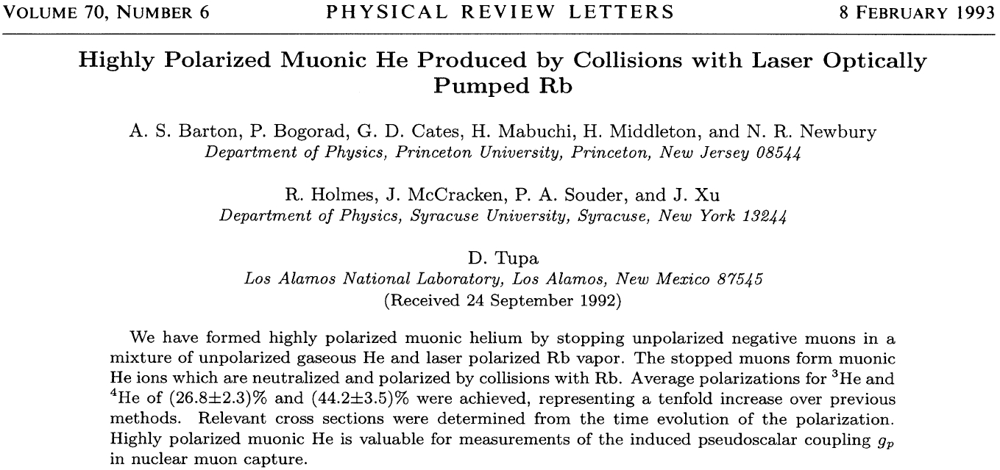 VOLUME 70, NUMBER 6 PHYSICAL REVIEW LETTERS 8 FEBRUARY 1993
Highly Polarized Muonic He Produced by Collisions with Laser Optically
Pumped Rb
A. S. Barton, P. Bogorad, G. D. Cates, H. Mabuchi, H. Middleton, and N. R. Newbury
Department of Physics, Princeton University, Princeton, New Jersey 08544
R. Holmes, J. McCracken, P. A. Souder, and J. Xu
Department of Physics, Syracuse University, Syracuse, New York 13244
D. Tupa
Los Alamos National Laboratory, Los Alamos, New Mexico 87545
(Received 24 September 1992)
We have formed highly polarized muonic helium by stopping unpolarized negative muons in a
mixture of unpolarized gaseous He and laser polarized Rb vapor. The stopped muons form muonic
He ions which are neutralized and polarized by collisions with Rb. Average polarizations for ³He and
⁴He of (26.8±2.3)% and (44.2±3.5)% were achieved, representing a tenfold increase over previous
methods. Relevant cross sections were determined from the time evolution of the polarization.
Highly polarized muonic He is valuable for measurements of the induced pseudoscalar coupling gₚ
in nuclear muon capture.